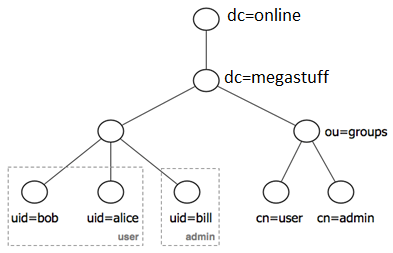 dc=online
dc=megastuff
ou=groups
uid=bob
uid=alice
uid=bill
cn=user
cn=admin
user
admin